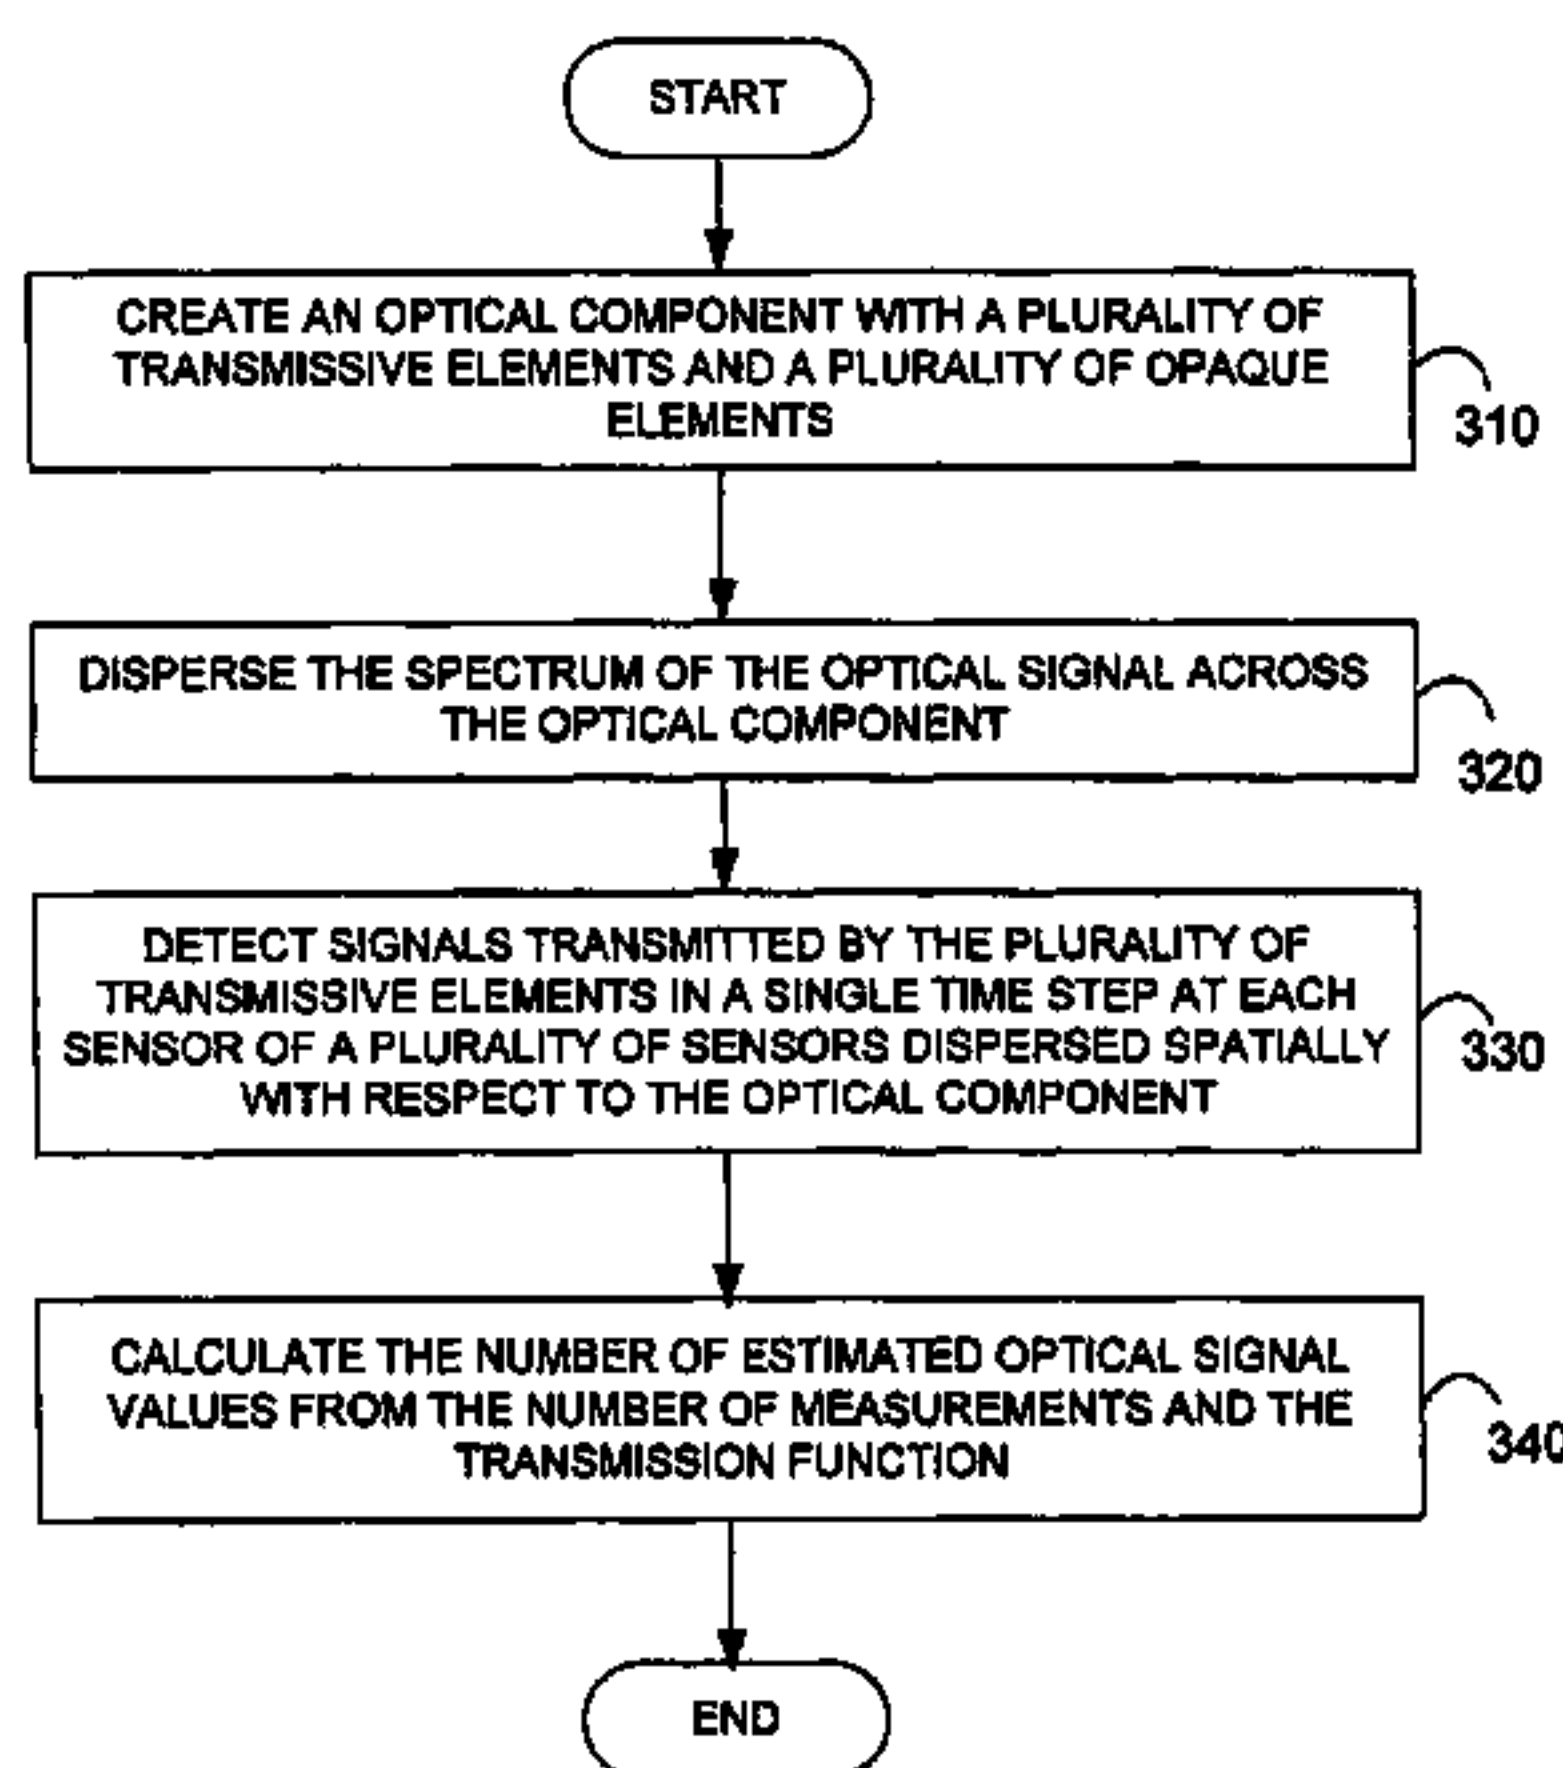 START
CREATE AN OPTICAL COMPONENT WITH A PLURALITY OF
TRANSMISSIVE ELEMENTS AND A PLURALITY OF OPAQUE
ELEMENTS
310
DISPERSE THE SPECTRUM OF THE OPTICAL SIGNAL ACROSS
THE OPTICAL COMPONENT
320
DETECT SIGNALS TRANSMITTED BY THE PLURALITY OF
TRANSMISSIVE ELEMENTS IN A SINGLE TIME STEP AT EACH
SENSOR OF A PLURALITY OF SENSORS DISPERSED SPATIALLY
WITH RESPECT TO THE OPTICAL COMPONENT
330
CALCULATE THE NUMBER OF ESTIMATED OPTICAL SIGNAL
VALUES FROM THE NUMBER OF MEASUREMENTS AND THE
TRANSMISSION FUNCTION
340
END